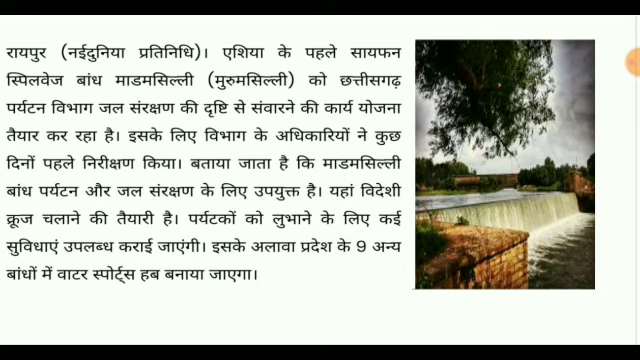 रायपुर (नईदुनिया प्रतिनिधि)। एशिया के पहले सायफन
स्पिलवेज बांध माडमसिल्ली (मुरुमसिल्ली) को छत्तीसगढ़
पर्यटन विभाग जल संरक्षण की दृष्टि से संवारने की कार्य योजना
तैयार कर रहा है। इसके लिए विभाग के अधिकारियों ने कुछ
दिनों पहले निरीक्षण किया। बताया जाता है कि माडमसिल्ली
बांध पर्यटन और जल संरक्षण के लिए उपयुक्त है। यहां विदेशी
क्रूज चलाने की तैयारी है। पर्यटकों को लुभाने के लिए कई
सुविधाएं उपलब्ध कराई जाएंगी। इसके अलावा प्रदेश के 9 अन्य
बांधों में वाटर स्पोर्ट्स हब बनाया जाएगा।